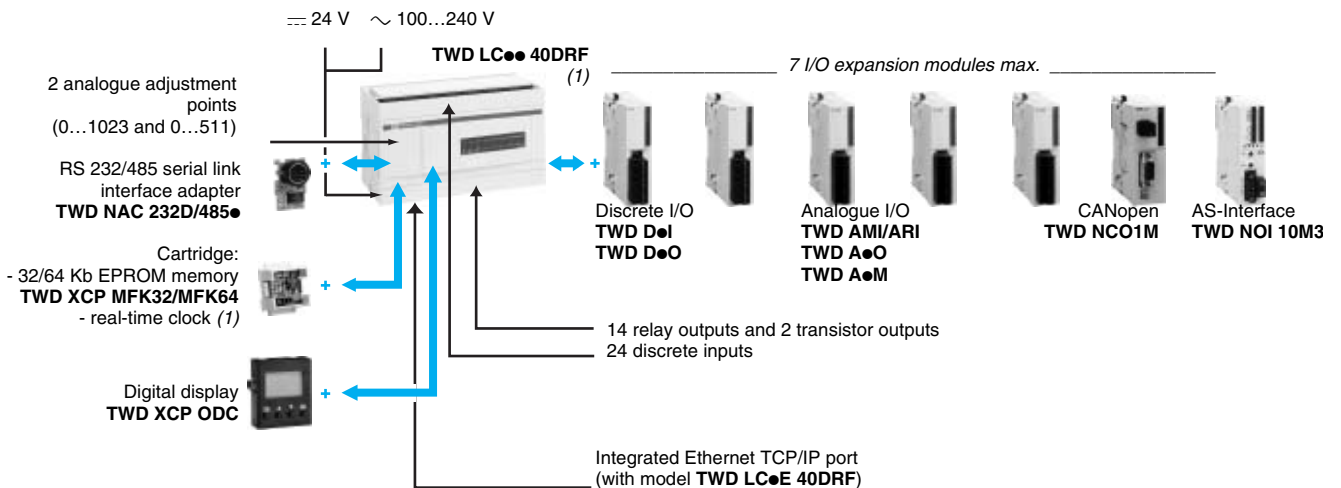 ⎓ 24 V ∼ 100…240 V
TWD LC●● 40DRF
(1)
7 I/O expansion modules max.
2 analogue adjustment
points
(0…1023 and 0…511)
RS 232/485 serial link
interface adapter
TWD NAC 232D/485●
Cartridge:
- 32/64 Kb EPROM memory
TWD XCP MFK32/MFK64
- real-time clock (1)
Digital display
TWD XCP ODC
Discrete I/O
TWD D●I
TWD D●O
Analogue I/O
TWD AMI/ARI
TWD A●O
TWD A●M
CANopen
TWD NCO1M
AS-Interface
TWD NOI 10M3
14 relay outputs and 2 transistor outputs
24 discrete inputs
Integrated Ethernet TCP/IP port
(with model TWD LC●E 40DRF)